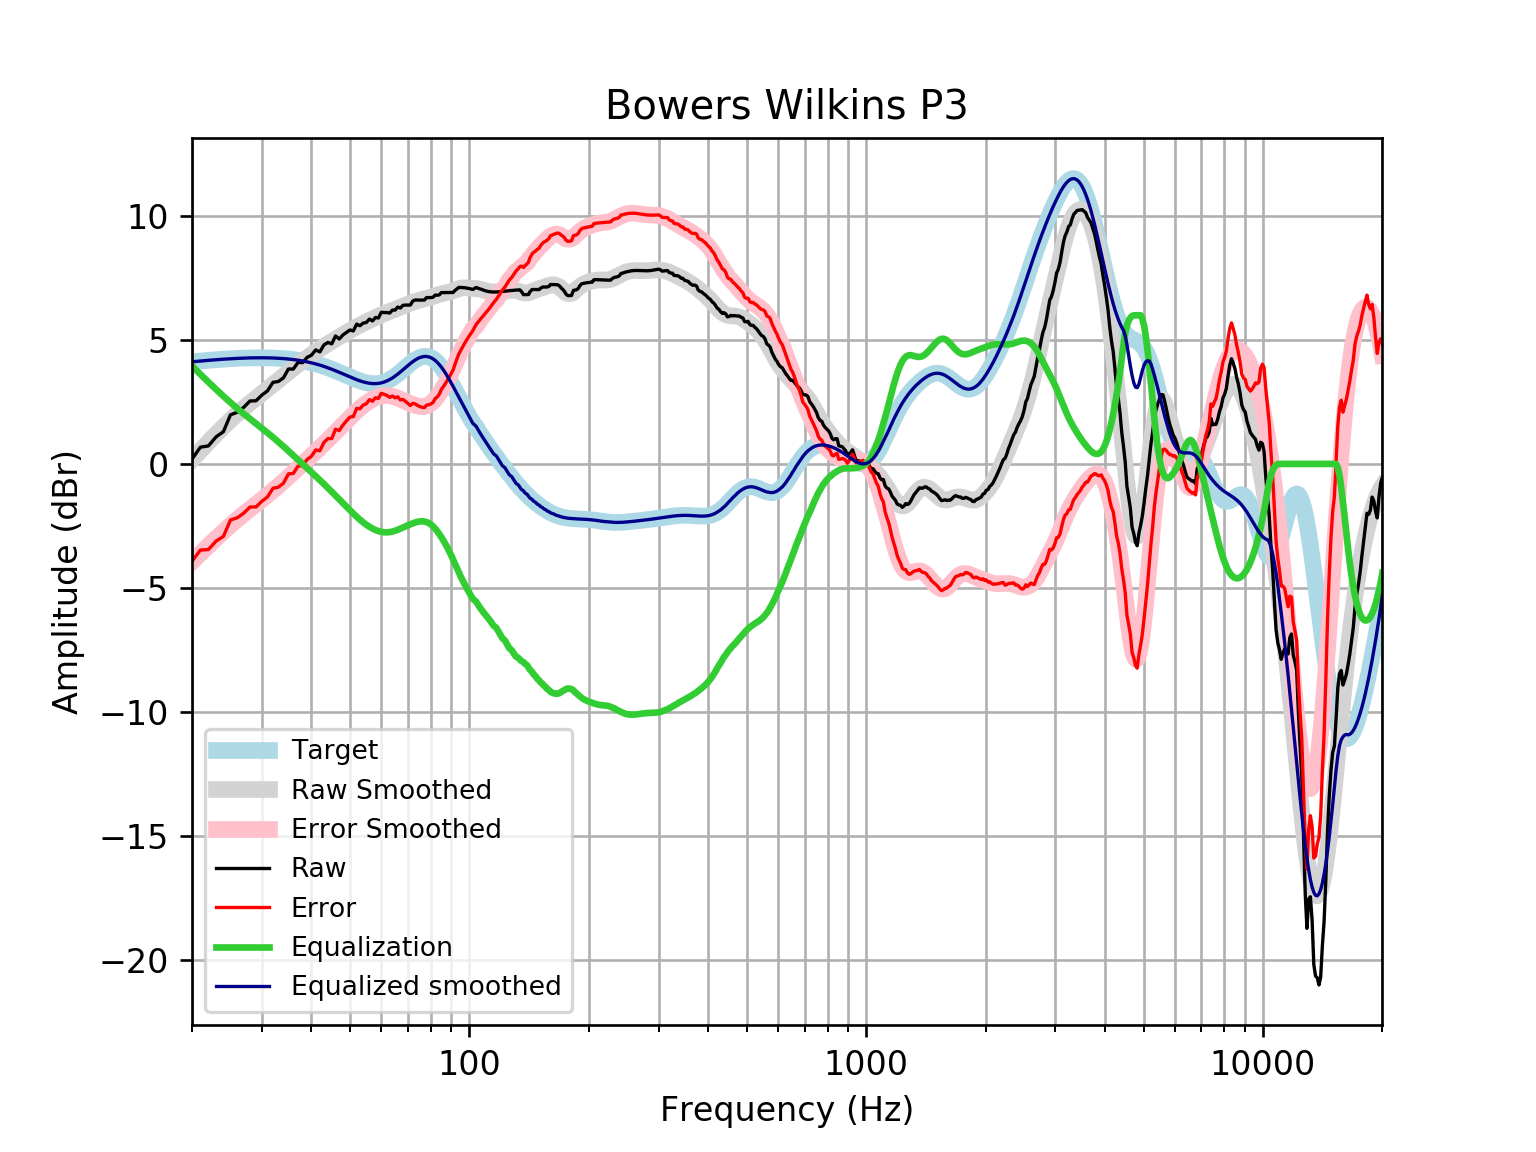 Bowers Wilkins P3
Amplitude (dBr)
10
5
0
−5
−10
−15
−20
Target
Raw Smoothed
Error Smoothed
Raw
Error
Equalization
Equalized smoothed
100
1000
10000
Frequency (Hz)